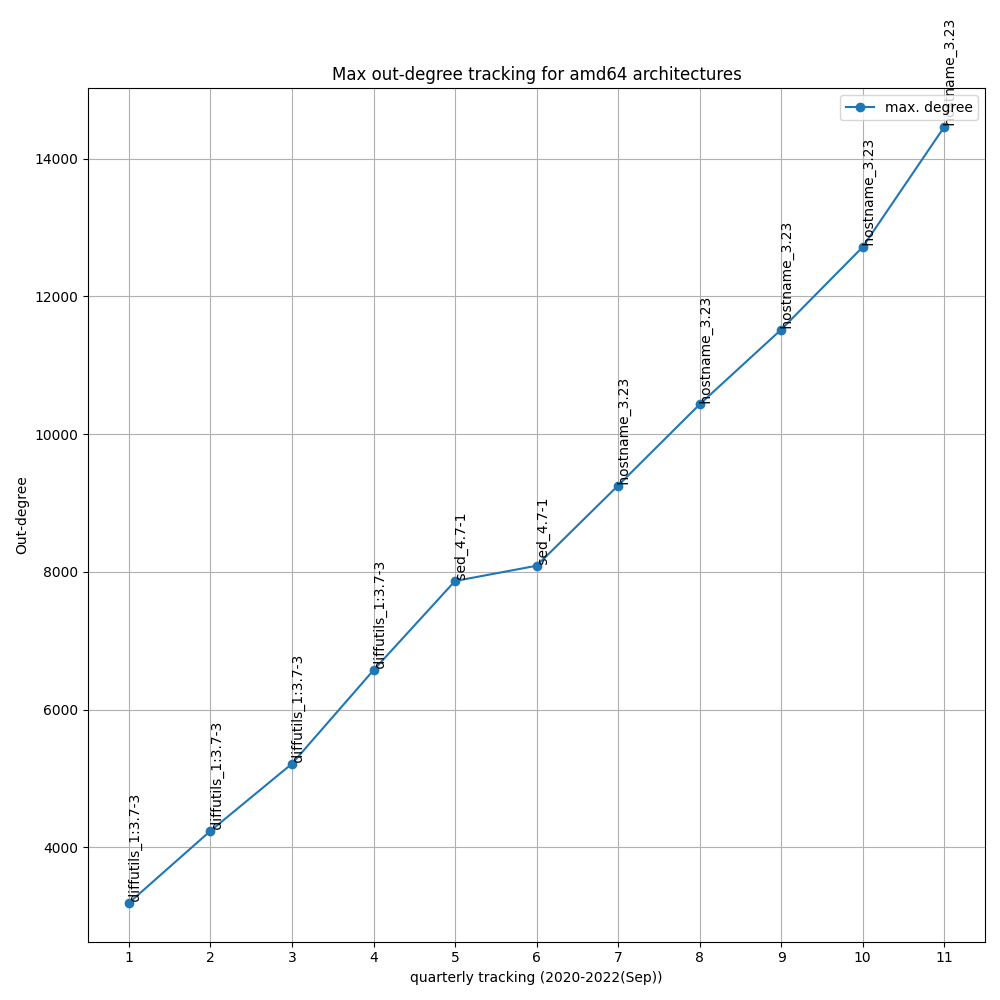 Max out-degree tracking for amd64 architectures
max. degree
Out-degree
14000
12000
10000
8000
6000
4000
diffutils_1:3.7-3
diffutils_1:3.7-3
diffutils_1:3.7-3
diffutils_1:3.7-3
sed_4.7-1
sed_4.7-1
hostname_3.23
hostname_3.23
hostname_3.23
hostname_3.23
hostname_3.23
1 2 3 4 5 6 7 8 9 10 11
quarterly tracking (2020-2022(Sep))